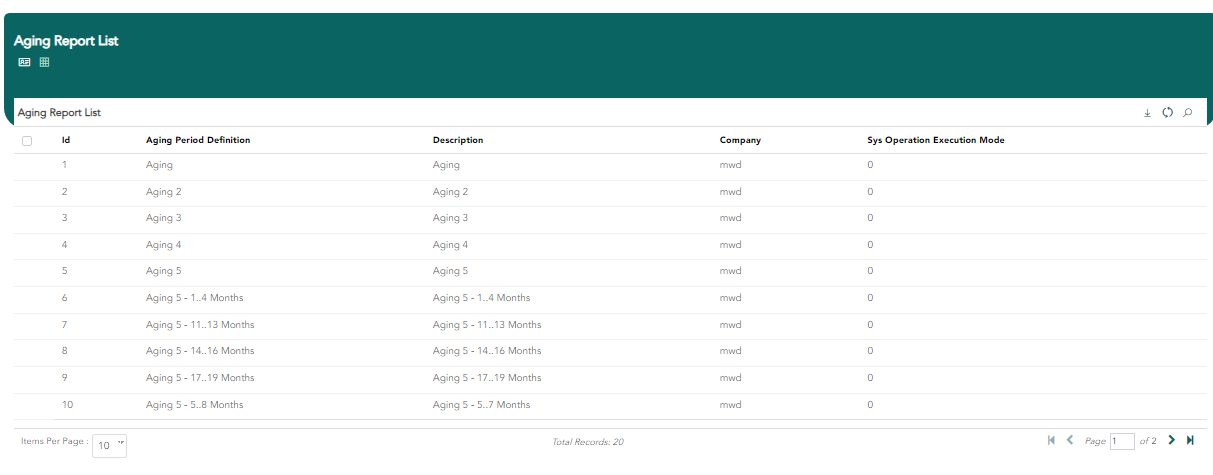 Aging Report List
Aging Report List
Id Aging Period Definition Description Company Sys Operation Execution Mode
1 Aging Aging mwd 0
2 Aging 2 Aging 2 mwd 0
3 Aging 3 Aging 3 mwd 0
4 Aging 4 Aging 4 mwd 0
5 Aging 5 Aging 5 mwd 0
6 Aging 5 - 1..4 Months Aging 5 - 1..4 Months mwd 0
7 Aging 5 - 11..13 Months Aging 5 - 11..13 Months mwd 0
8 Aging 5 - 14..16 Months Aging 5 - 14..16 Months mwd 0
9 Aging 5 - 17..19 Months Aging 5 - 17..19 Months mwd 0
10 Aging 5 - 5..8 Months Aging 5 - 5..7 Months mwd 0
Items Per Page : 10 Total Records: 20 Page 1 of 2